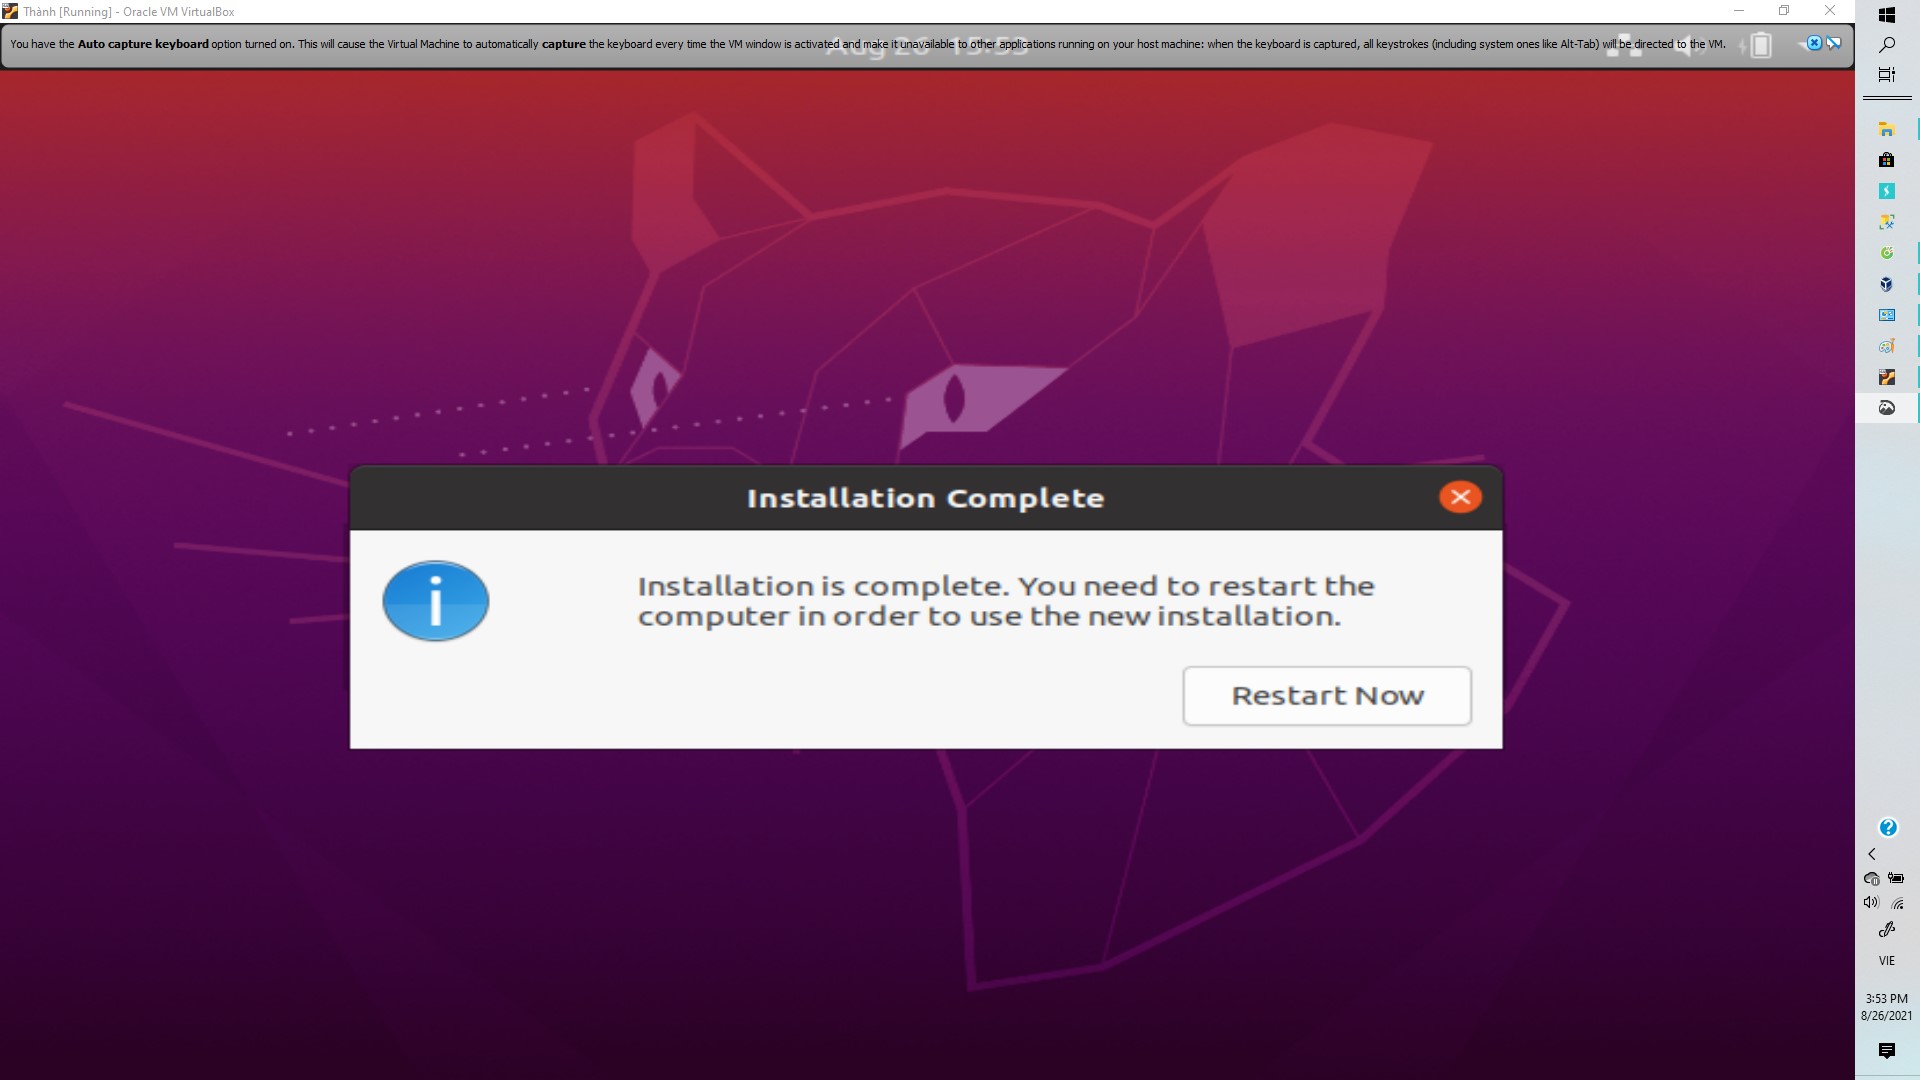 Thành [Running] - Oracle VM VirtualBox
You have the Auto capture keyboard option turned on. This will cause the Virtual Machine to automatically capture the keyboard every time the VM window is activated and make it unavailable to other applications running on your host machine: when the keyboard is captured, all keystrokes (including system ones like Alt-Tab) will be directed to the VM.
Aug 26 15:53
Installation Complete
Installation is complete. You need to restart the
computer in order to use the new installation.
Restart Now
VIE
3:53 PM
8/26/2021